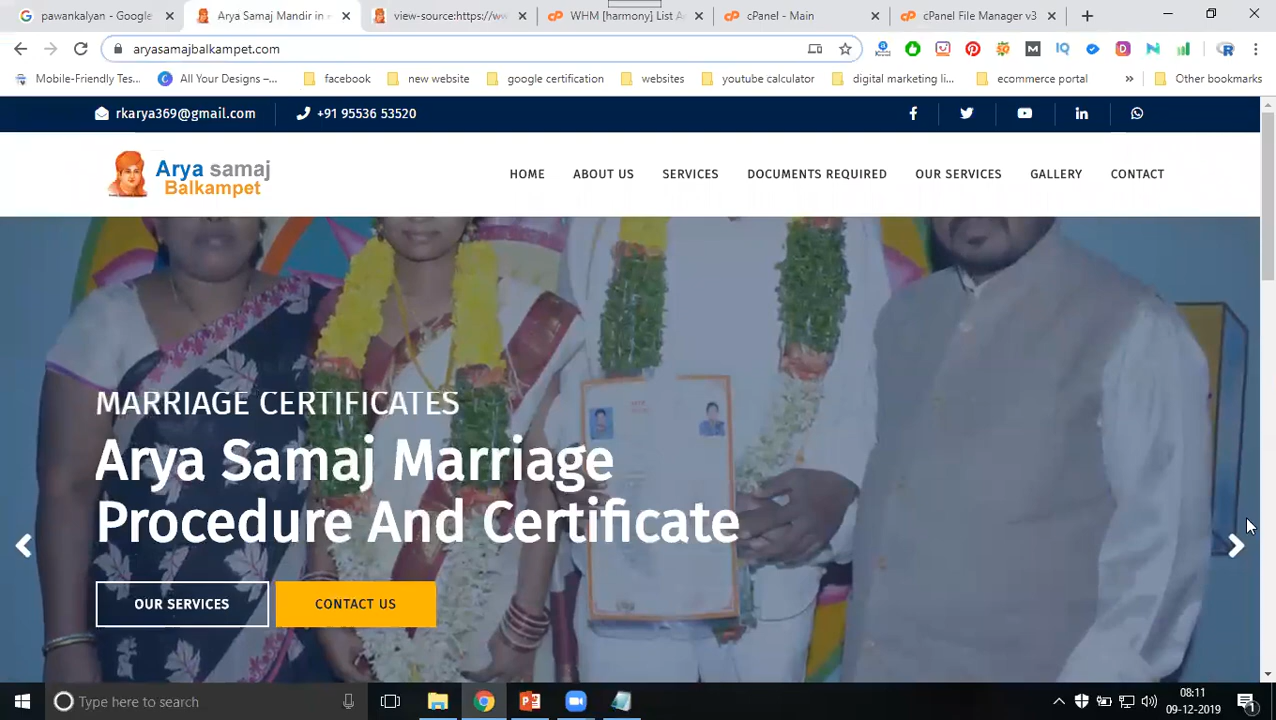 pawankalyan - Google
Arya Samaj Mandir in
view-source:https://ww
WHM [harmony] List A
cPanel - Main
cPanel File Manager v3
aryasamajbalkampet.com
Mobile-Friendly Tes...
All Your Designs –...
facebook
new website
google certification
websites
youtube calculator
digital marketing li...
ecommerce portal
Other bookmarks
rkarya369@gmail.com
+91 95536 53520
Arya samaj
Balkampet
HOME
ABOUT US
SERVICES
DOCUMENTS REQUIRED
OUR SERVICES
GALLERY
CONTACT
MARRIAGE CERTIFICATES
Arya Samaj Marriage
Procedure And Certificate
OUR SERVICES
CONTACT US
Type here to search
08:11
09-12-2019